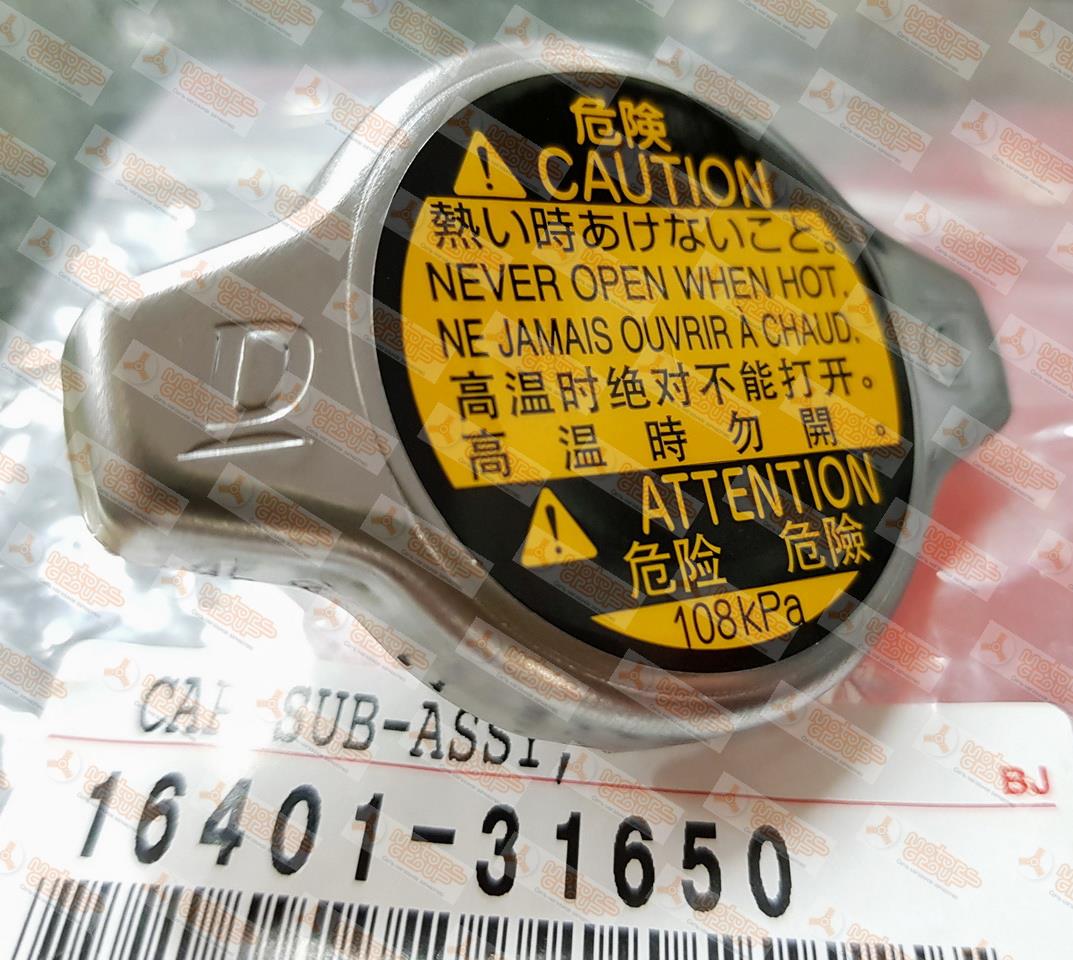 危険
CAUTION
熱い時あけないこと。
NEVER OPEN WHEN HOT.
NE JAMAIS OUVRIR À CHAUD.
高温时绝对不能打开。
高温時勿開。
ATTENTION
危险 危險
108kPa
D
SUB-ASSY,
BJ
16401-31650